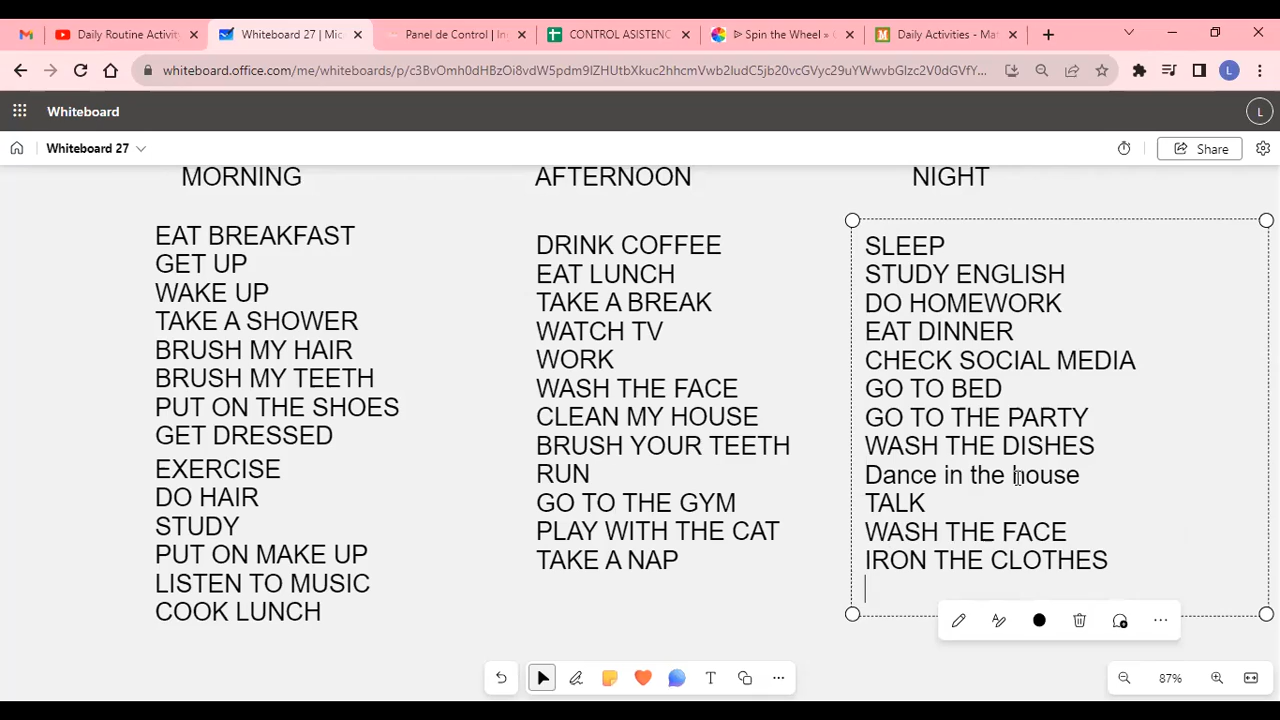 Daily Routine Activity
Whiteboard 27 | Mic
Panel de Control | In
CONTROL ASISTENC
Spin the Wheel
Daily Activities - Ma
whiteboard.office.com/me/whiteboards/p/
Whiteboard
L
Whiteboard 27
Share
MORNING
EAT BREAKFAST
GET UP
WAKE UP
TAKE A SHOWER
BRUSH MY HAIR
BRUSH MY TEETH
PUT ON THE SHOES
GET DRESSED
EXERCISE
DO HAIR
STUDY
PUT ON MAKE UP
LISTEN TO MUSIC
COOK LUNCH
AFTERNOON
DRINK COFFEE
EAT LUNCH
TAKE A BREAK
WATCH TV
WORK
WASH THE FACE
CLEAN MY HOUSE
BRUSH YOUR TEETH
RUN
GO TO THE GYM
PLAY WITH THE CAT
TAKE A NAP
NIGHT
SLEEP
STUDY ENGLISH
DO HOMEWORK
EAT DINNER
CHECK SOCIAL MEDIA
GO TO BED
GO TO THE PARTY
WASH THE DISHES
Dance in the house
TALK
WASH THE FACE
IRON THE CLOTHES
87%